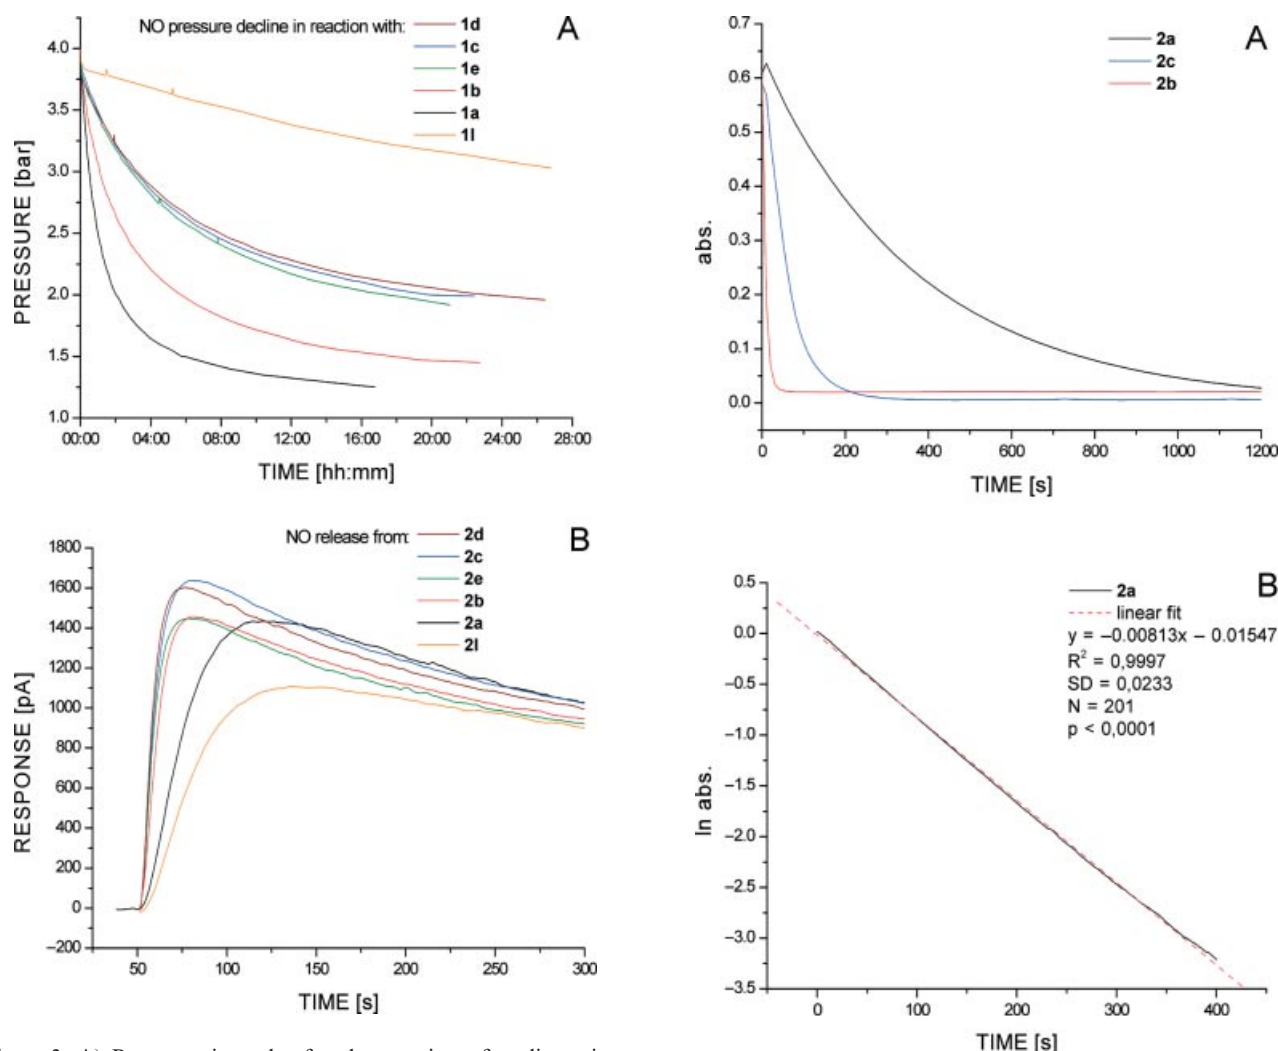 NO pressure decline in reaction with:
1d
A
1c
1e
1b
1a
1l
4.0
3.5
3.0
2.5
2.0
1.5
1.0
PRESSURE [bar]
00:00 04:00 08:00 12:00 16:00 20:00 24:00 28:00
TIME [hh:mm]
A
2a
2c
2b
0.7
0.6
0.5
0.4
0.3
0.2
0.1
0.0
abs.
0 200 400 600 800 1000 1200
TIME [s]
NO release from:
2d
B
2c
2e
2b
2a
2l
1800
1600
1400
1200
1000
800
600
400
200
0
−200
RESPONSE [pA]
50 100 150 200 250 300
TIME [s]
B
2a
linear fit
y = −0.00813x − 0.01547
R² = 0,9997
SD = 0,0233
N = 201
p < 0,0001
0.5
0.0
−0.5
−1.0
−1.5
−2.0
−2.5
−3.0
−3.5
ln abs.
0 100 200 300 400
TIME [s]